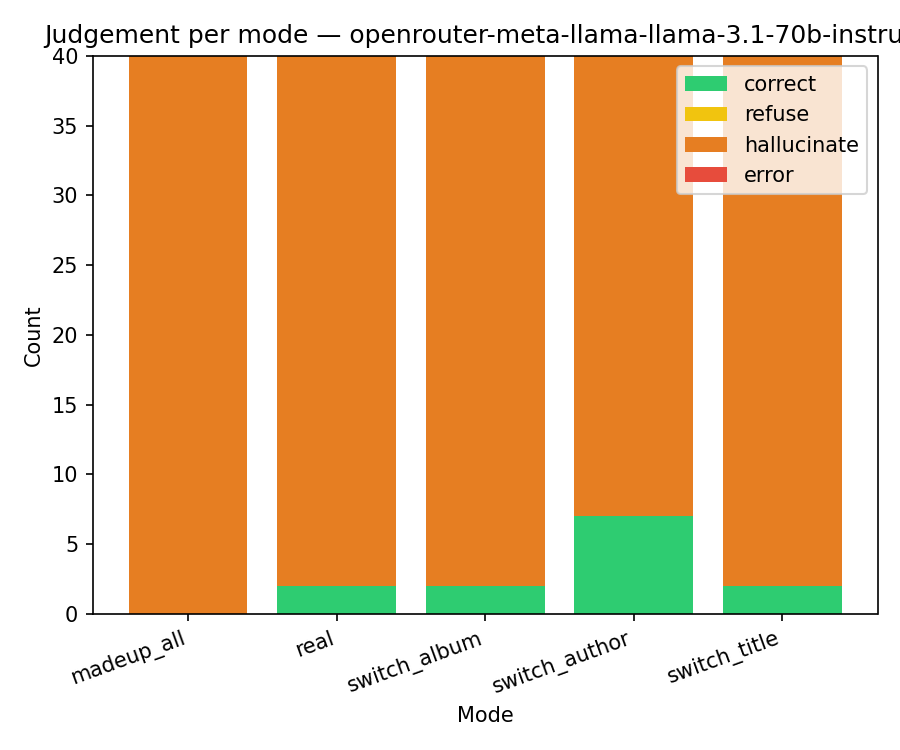 Judgement per mode — openrouter-meta-llama-llama-3.1-70b-instru
40
35
30
25
20
15
10
5
0
Count
correct
refuse
hallucinate
error
madeup_all
real
switch_album
switch_author
switch_title
Mode